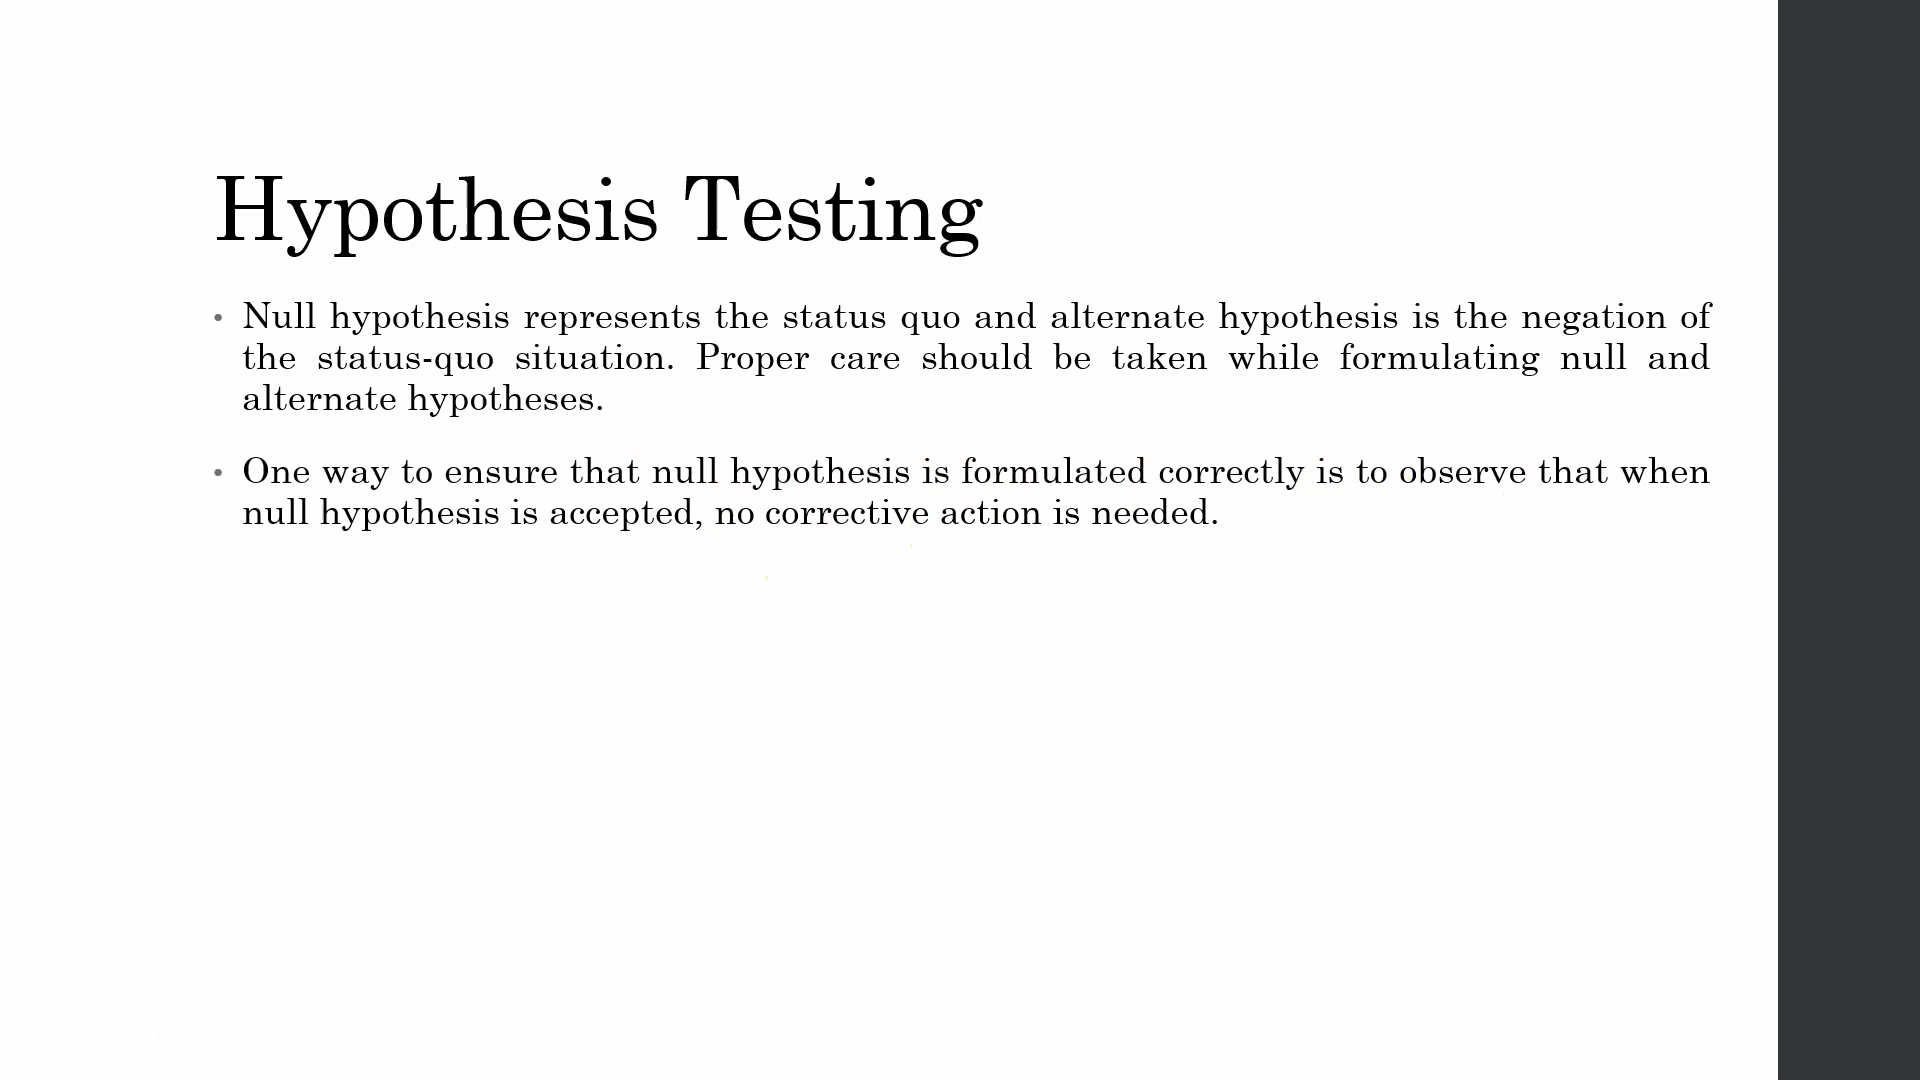 Hypothesis Testing
• Null hypothesis represents the status quo and alternate hypothesis is the negation of
the status-quo situation. Proper care should be taken while formulating null and
alternate hypotheses.
• One way to ensure that null hypothesis is formulated correctly is to observe that when
null hypothesis is accepted, no corrective action is needed.